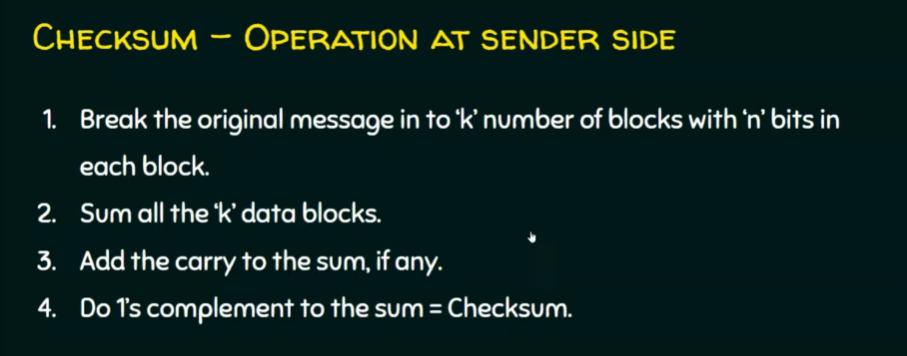 CHECKSUM – OPERATION AT SENDER SIDE
1. Break the original message in to 'k' number of blocks with 'n' bits in
each block.
2. Sum all the 'k' data blocks.
3. Add the carry to the sum, if any.
4. Do 1's complement to the sum = Checksum.